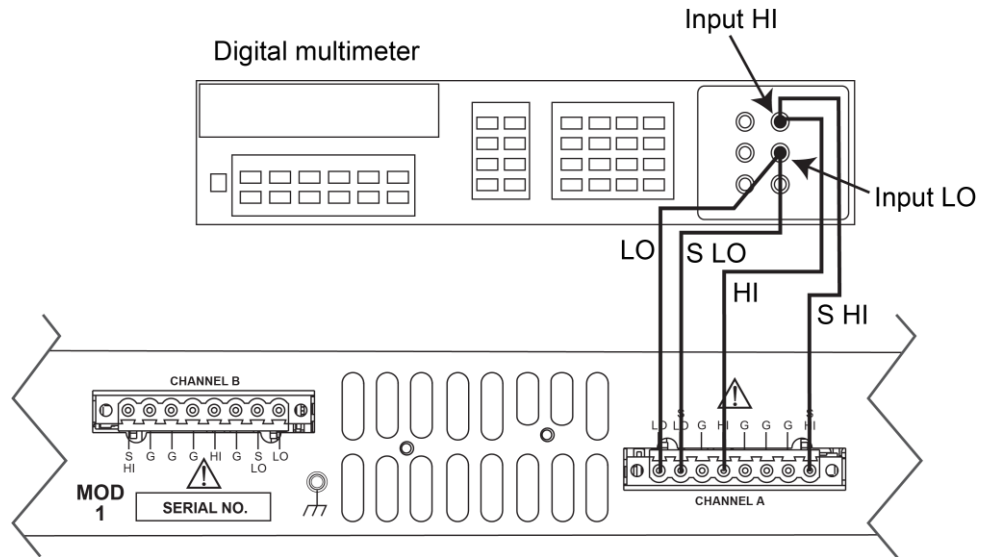 Input HI
Digital multimeter
Input LO
LO
S LO
HI
S HI
CHANNEL B
S HI G G G HI G S LO LO
MOD 1
SERIAL NO.
LO S LO G HI G G G S HI
CHANNEL A